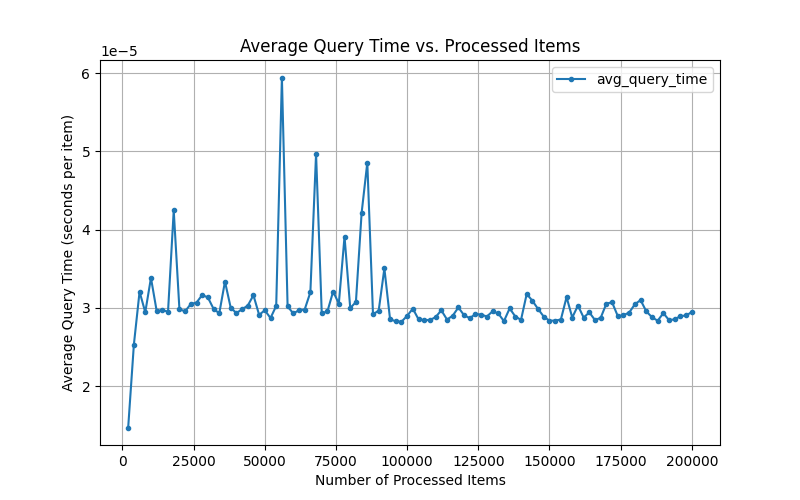 Average Query Time vs. Processed Items
1e−5
avg_query_time
6
5
4
3
2
Average Query Time (seconds per item)
0 25000 50000 75000 100000 125000 150000 175000 200000
Number of Processed Items